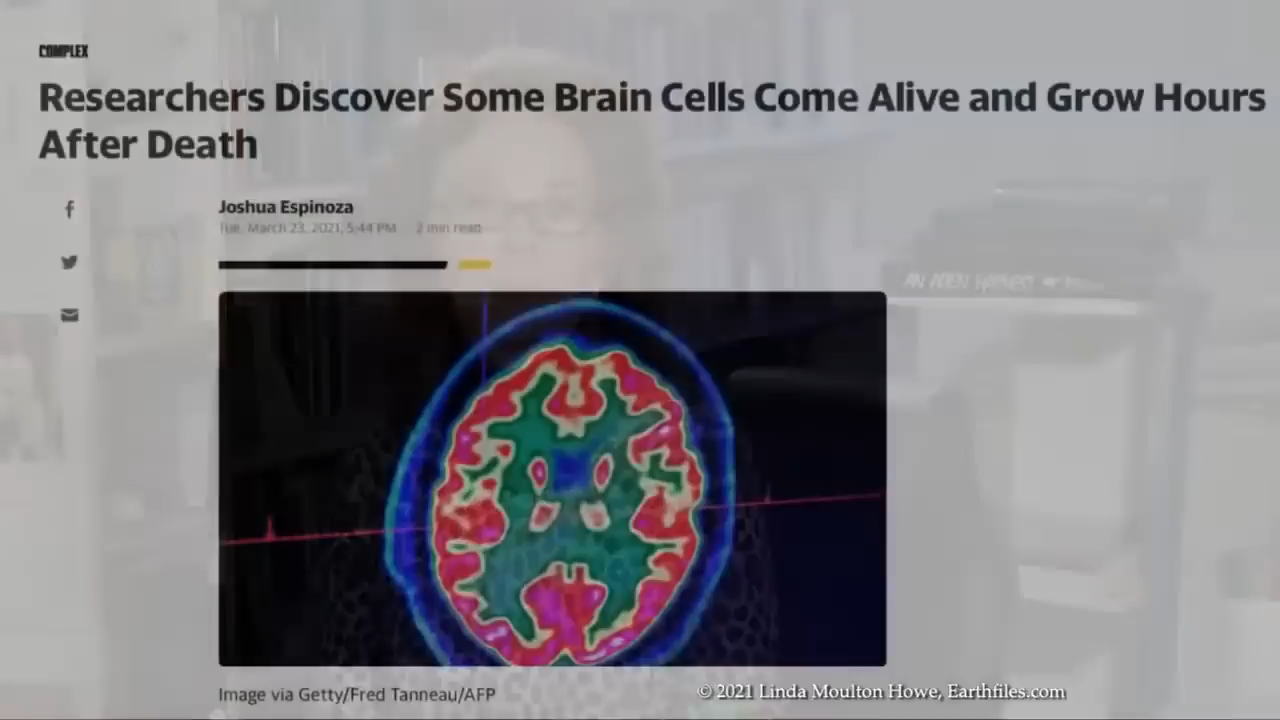 COMPLEX
Researchers Discover Some Brain Cells Come Alive and Grow Hours
After Death
Joshua Espinoza
Tue, March 23, 2021, 5:44 PM 2 min read
Image via Getty/Fred Tanneau/AFP
© 2021 Linda Moulton Howe, Earthfiles.com